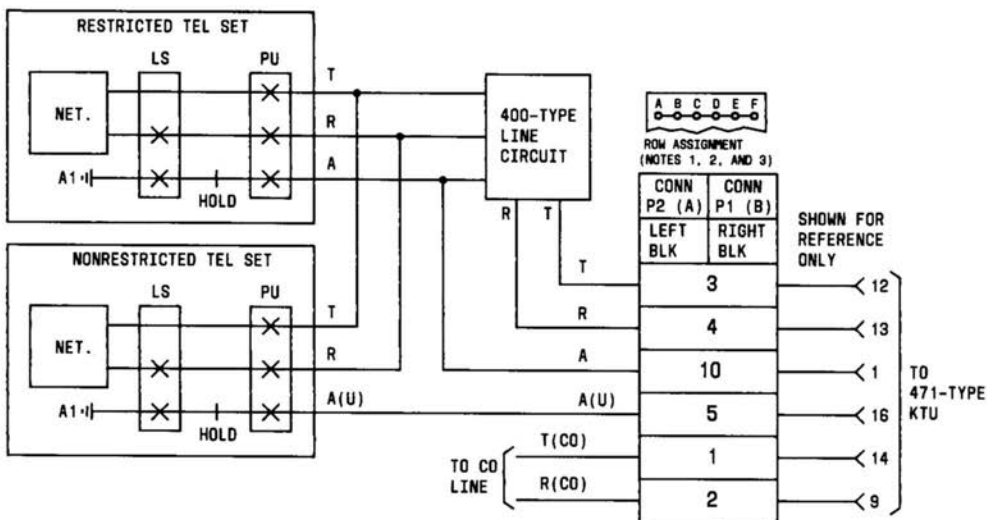 RESTRICTED TEL SET
LS PU
NET.
T
R
A
A1
HOLD
400-TYPE
LINE
CIRCUIT
R T
NONRESTRICTED TEL SET
LS PU
NET.
T
R
A(U)
A1
HOLD
A B C D E F
ROW ASSIGNMENT
(NOTES 1, 2, AND 3)
CONN P2 (A)
CONN P1 (B)
LEFT BLK
RIGHT BLK
SHOWN FOR
REFERENCE
ONLY
T 3 12
R 4 13
A 10 1
A(U) 5 16
T(CO) 1 14
R(CO) 2 9
TO CO
LINE
TO
471-TYPE
KTU